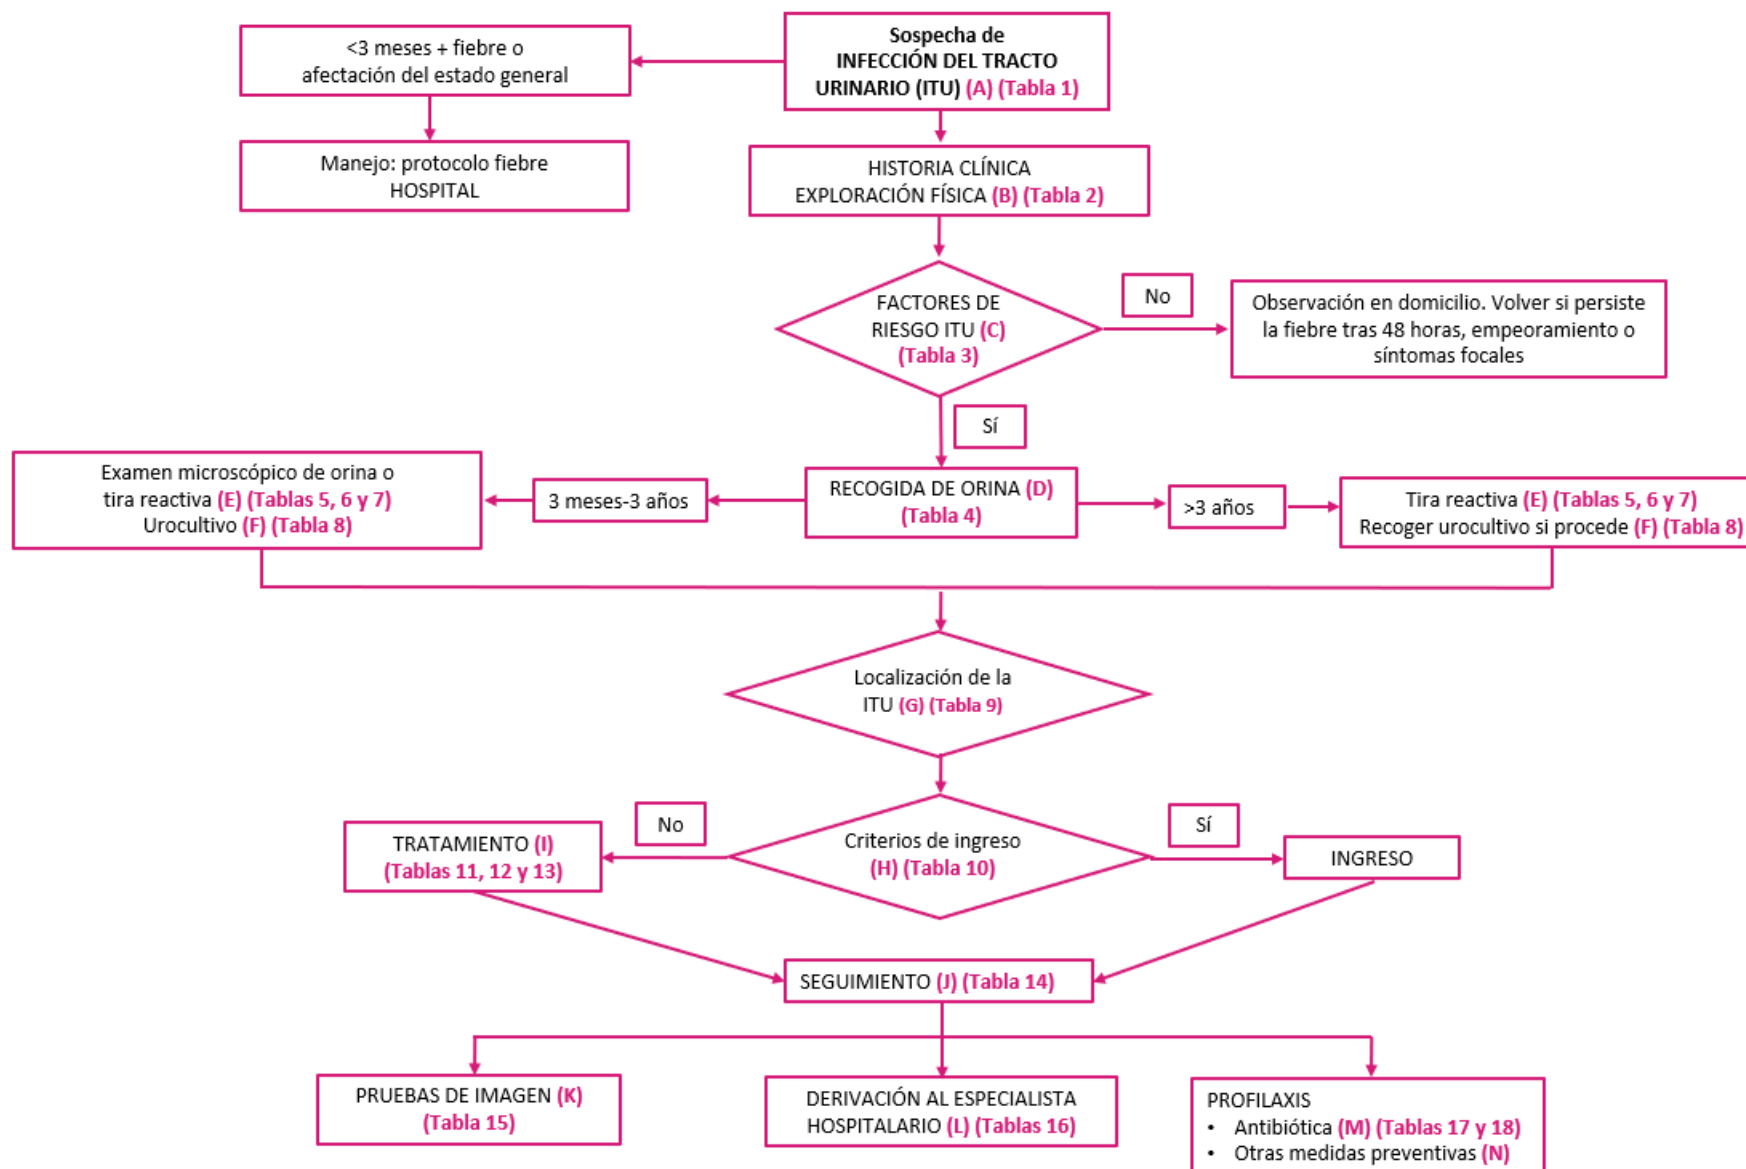 Sospecha de
INFECCIÓN DEL TRACTO
URINARIO (ITU) (A) (Tabla 1)
<3 meses + fiebre o
afectación del estado general
Manejo: protocolo fiebre
HOSPITAL
HISTORIA CLÍNICA
EXPLORACIÓN FÍSICA (B) (Tabla 2)
FACTORES DE
RIESGO ITU (C)
(Tabla 3)
No
Observación en domicilio. Volver si persiste
la fiebre tras 48 horas, empeoramiento o
síntomas focales
Sí
RECOGIDA DE ORINA (D)
(Tabla 4)
3 meses-3 años
Examen microscópico de orina o
tira reactiva (E) (Tablas 5, 6 y 7)
Urocultivo (F) (Tabla 8)
>3 años
Tira reactiva (E) (Tablas 5, 6 y 7)
Recoger urocultivo si procede (F) (Tabla 8)
Localización de la
ITU (G) (Tabla 9)
Criterios de ingreso
(H) (Tabla 10)
No
TRATAMIENTO (I)
(Tablas 11, 12 y 13)
Sí
INGRESO
SEGUIMIENTO (J) (Tabla 14)
PRUEBAS DE IMAGEN (K)
(Tabla 15)
DERIVACIÓN AL ESPECIALISTA
HOSPITALARIO (L) (Tablas 16)
PROFILAXIS
• Antibiótica (M) (Tablas 17 y 18)
• Otras medidas preventivas (N)